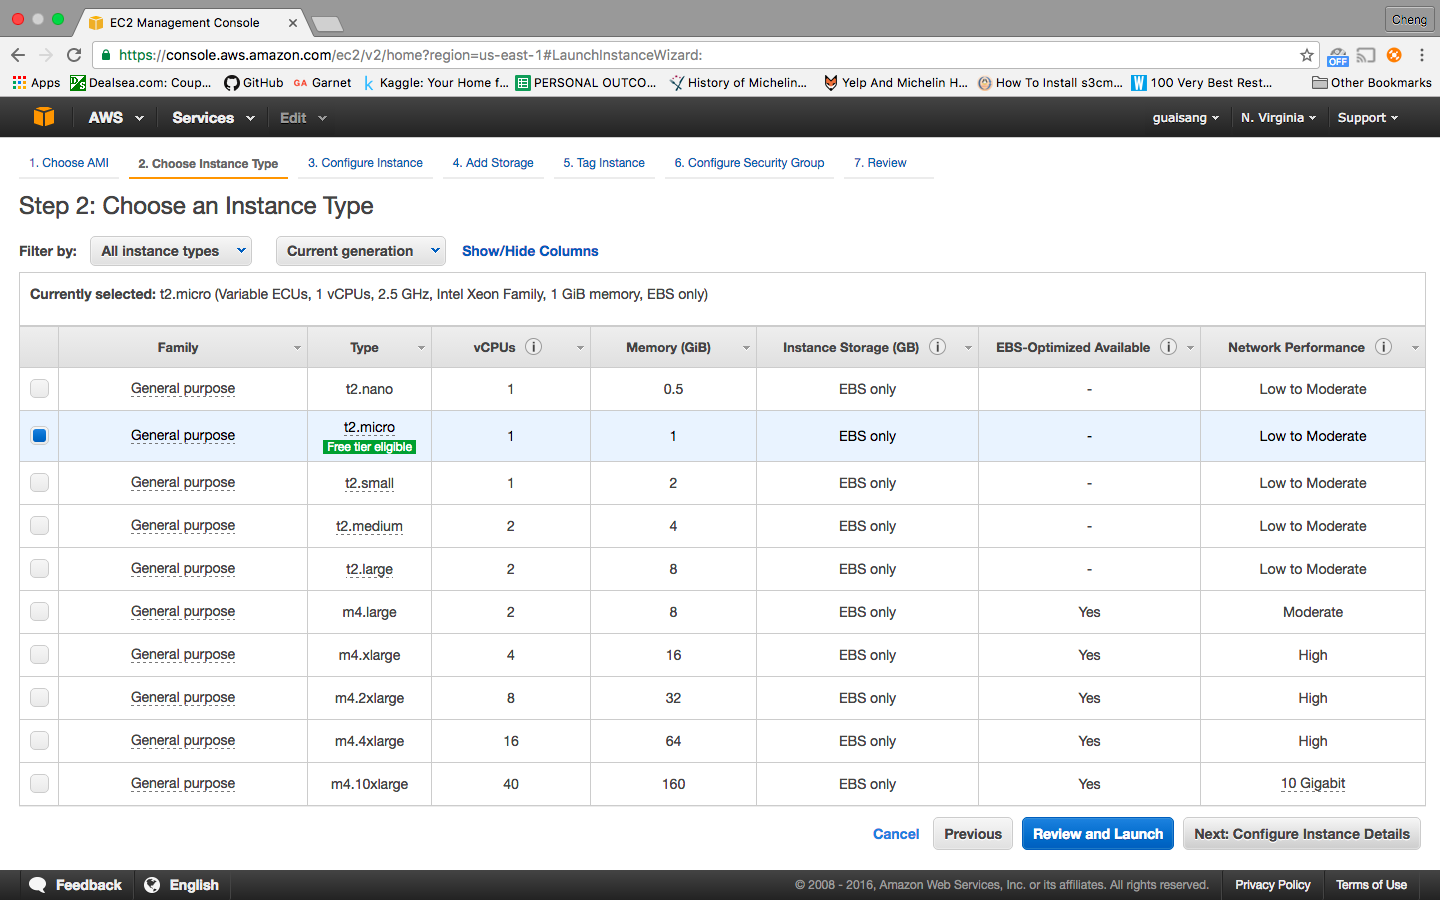 EC2 Management Console
Cheng
https://console.aws.amazon.com/ec2/v2/home?region=us-east-1#LaunchInstanceWizard:
OFF
Apps Dealsea.com: Coup... GitHub GA Garnet k Kaggle: Your Home f... PERSONAL OUTCO... History of Michelin... Yelp And Michelin H... How To Install s3cm... W 100 Very Best Rest... Other Bookmarks
AWS Services Edit guaisang N. Virginia Support
1. Choose AMI 2. Choose Instance Type 3. Configure Instance 4. Add Storage 5. Tag Instance 6. Configure Security Group 7. Review
Step 2: Choose an Instance Type
Filter by: All instance types Current generation Show/Hide Columns
Currently selected: t2.micro (Variable ECUs, 1 vCPUs, 2.5 GHz, Intel Xeon Family, 1 GiB memory, EBS only)
Family Type vCPUs i Memory (GiB) Instance Storage (GB) i EBS-Optimized Available i Network Performance i
General purpose t2.nano 1 0.5 EBS only - Low to Moderate
General purpose t2.micro 1 1 EBS only - Low to Moderate
Free tier eligible
General purpose t2.small 1 2 EBS only - Low to Moderate
General purpose t2.medium 2 4 EBS only - Low to Moderate
General purpose t2.large 2 8 EBS only - Low to Moderate
General purpose m4.large 2 8 EBS only Yes Moderate
General purpose m4.xlarge 4 16 EBS only Yes High
General purpose m4.2xlarge 8 32 EBS only Yes High
General purpose m4.4xlarge 16 64 EBS only Yes High
General purpose m4.10xlarge 40 160 EBS only Yes 10 Gigabit
Cancel Previous Review and Launch Next: Configure Instance Details
Feedback English © 2008 - 2016, Amazon Web Services, Inc. or its affiliates. All rights reserved. Privacy Policy Terms of Use